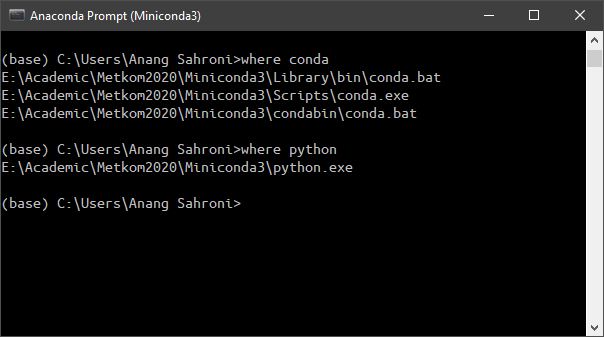 Anaconda Prompt (Miniconda3)
(base) C:\Users\Anang Sahroni>where conda
E:\Academic\Metkom2020\Miniconda3\Library\bin\conda.bat
E:\Academic\Metkom2020\Miniconda3\Scripts\conda.exe
E:\Academic\Metkom2020\Miniconda3\condabin\conda.bat
(base) C:\Users\Anang Sahroni>where python
E:\Academic\Metkom2020\Miniconda3\python.exe
(base) C:\Users\Anang Sahroni>